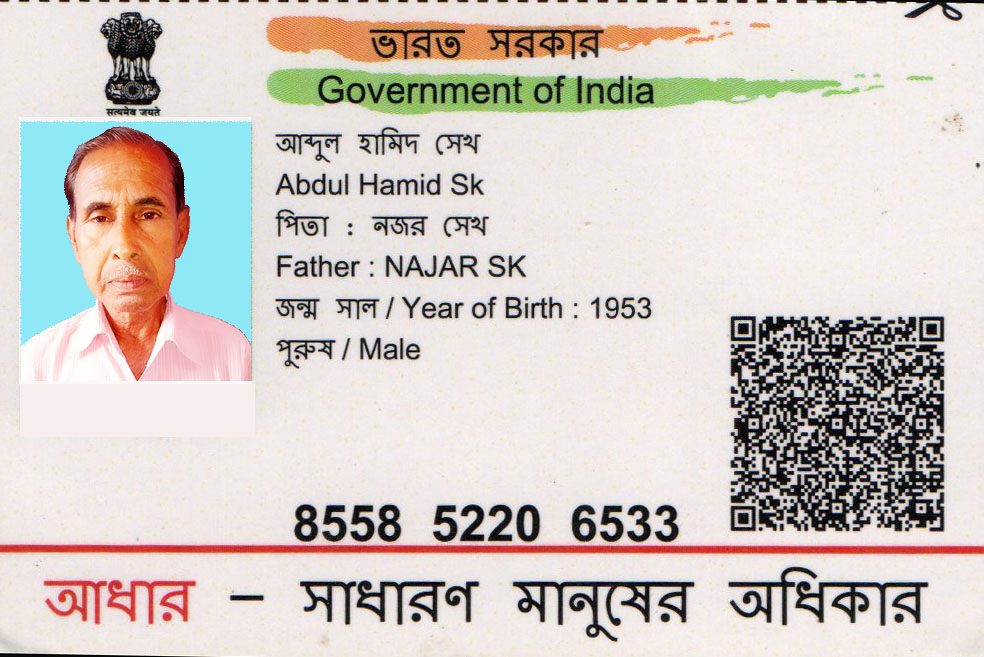 ভারত সরকার
Government of India
सत्यमेव जयते
আব্দুল হামিদ সেখ
Abdul Hamid Sk
পিতা : নজর সেখ
Father : NAJAR SK
জন্ম সাল / Year of Birth : 1953
পুরুষ / Male
8558 5220 6533
আধার – সাধারণ মানুষের অধিকার